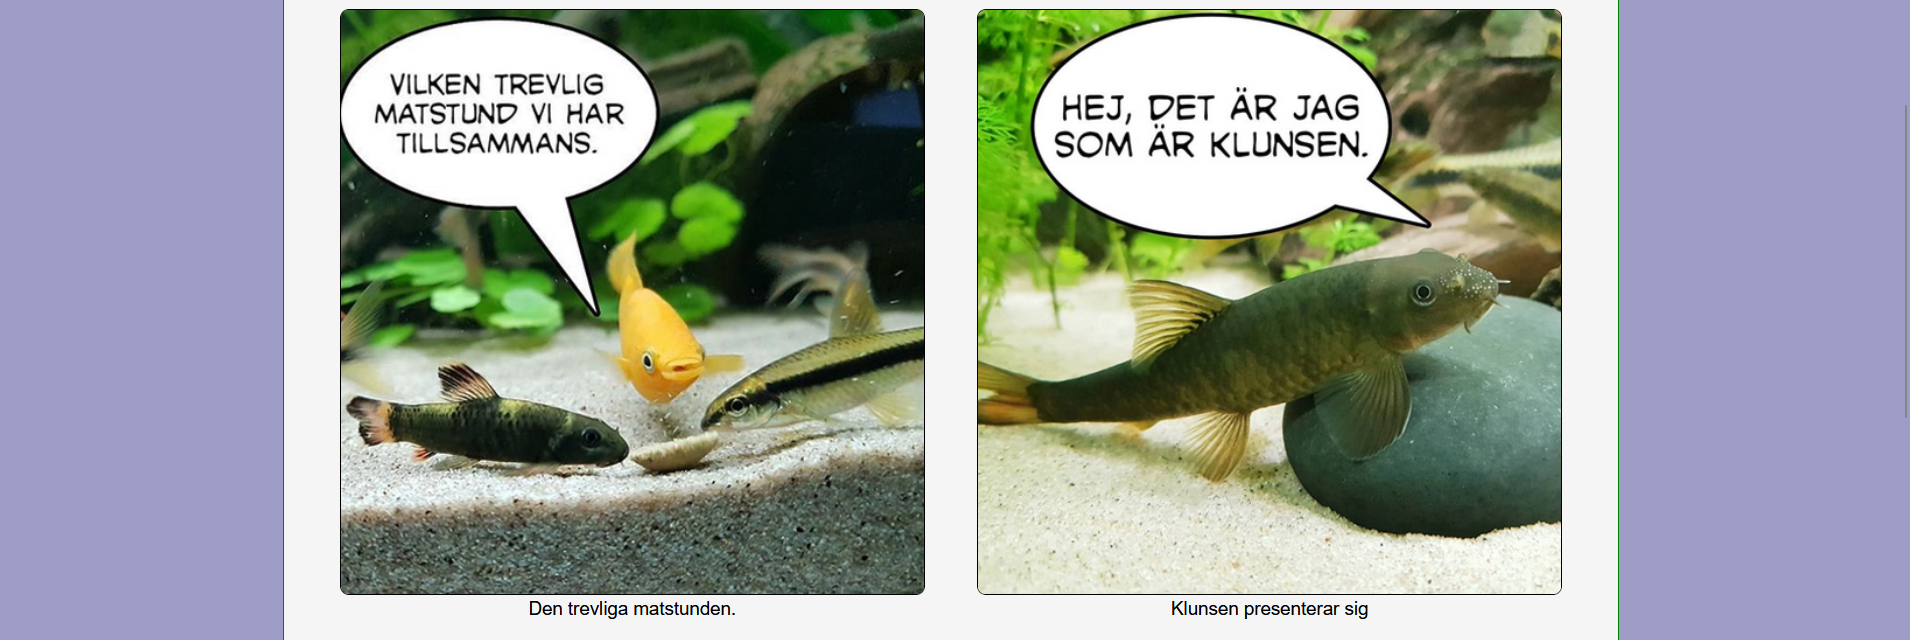 VILKEN TREVLIG
MATSTUND VI HAR
TILLSAMMANS.
Den trevliga matstunden.
HEJ, DET ÄR JAG
SOM ÄR KLUNSEN.
Klunsen presenterar sig